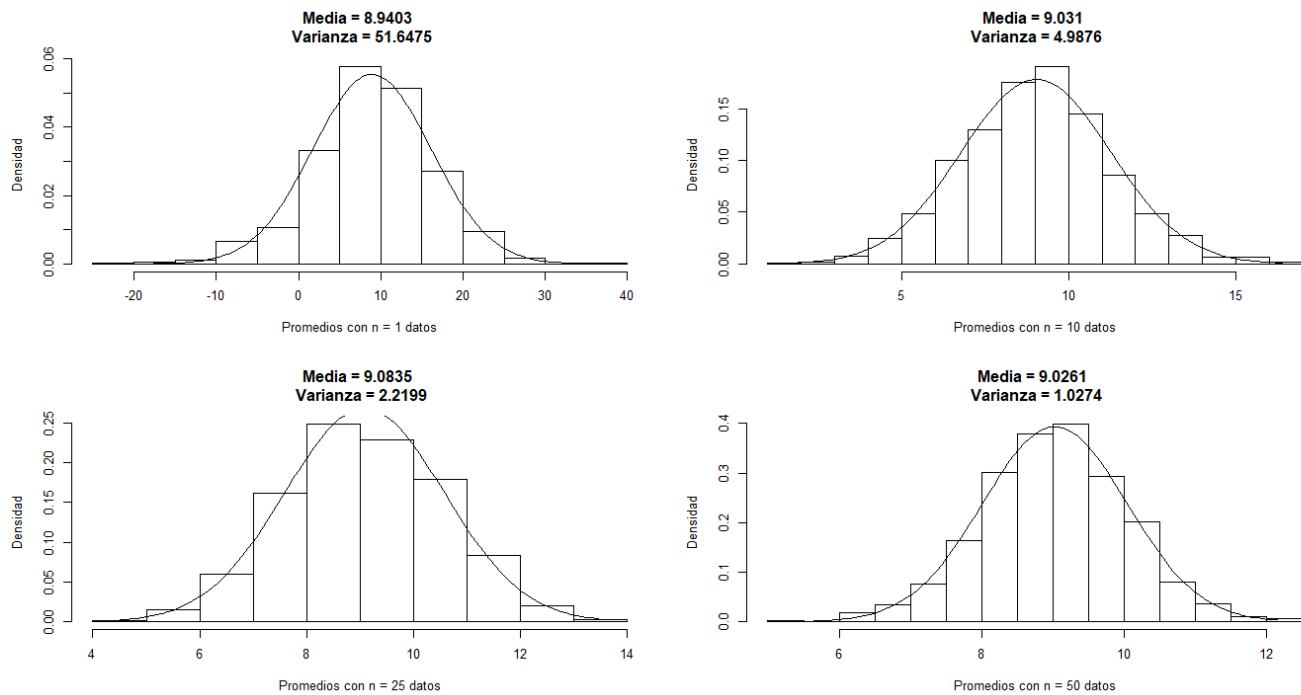 Media = 8.9403
Varianza = 51.6475
Densidad
0.00
0.02
0.04
0.06
-20 -10 0 10 20 30 40
Promedios con n = 1 datos
Media = 9.031
Varianza = 4.9876
Densidad
0.00
0.05
0.10
0.15
5 10 15
Promedios con n = 10 datos
Media = 9.0835
Varianza = 2.2199
Densidad
0.00
0.05
0.10
0.15
0.20
0.25
4 6 8 10 12 14
Promedios con n = 25 datos
Media = 9.0261
Varianza = 1.0274
Densidad
0.0
0.1
0.2
0.3
0.4
6 8 10 12
Promedios con n = 50 datos